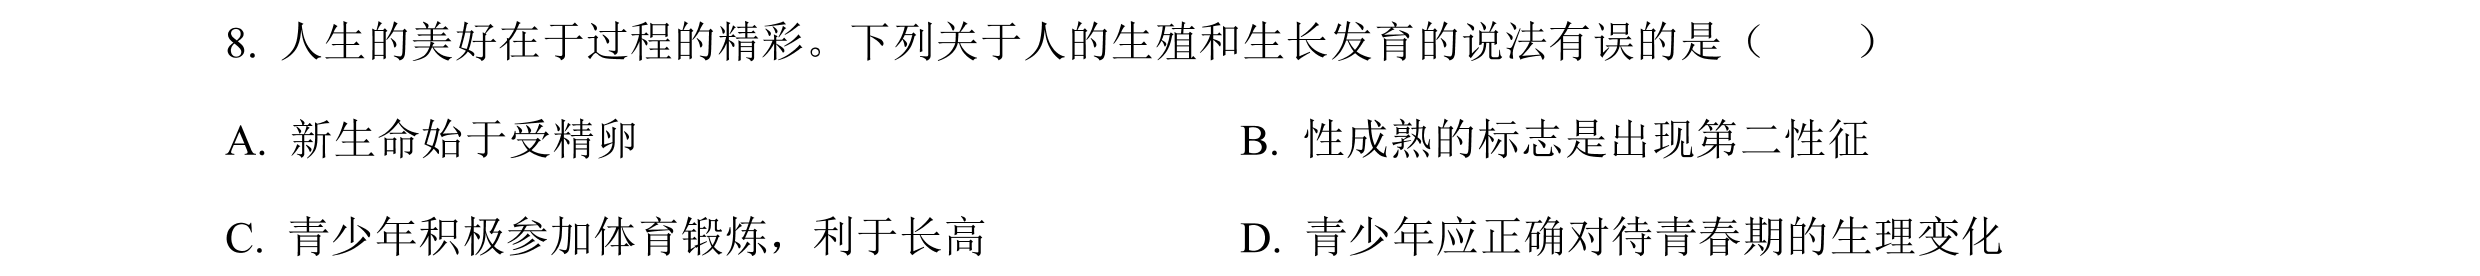 8. 人生的美好在于过程的精彩。下列关于人的生殖和生长发育的说法有误的是（　　）
A. 新生命始于受精卵　　B. 性成熟的标志是出现第二性征
C. 青少年积极参加体育锻炼，利于长高　　D. 青少年应正确对待青春期的生理变化